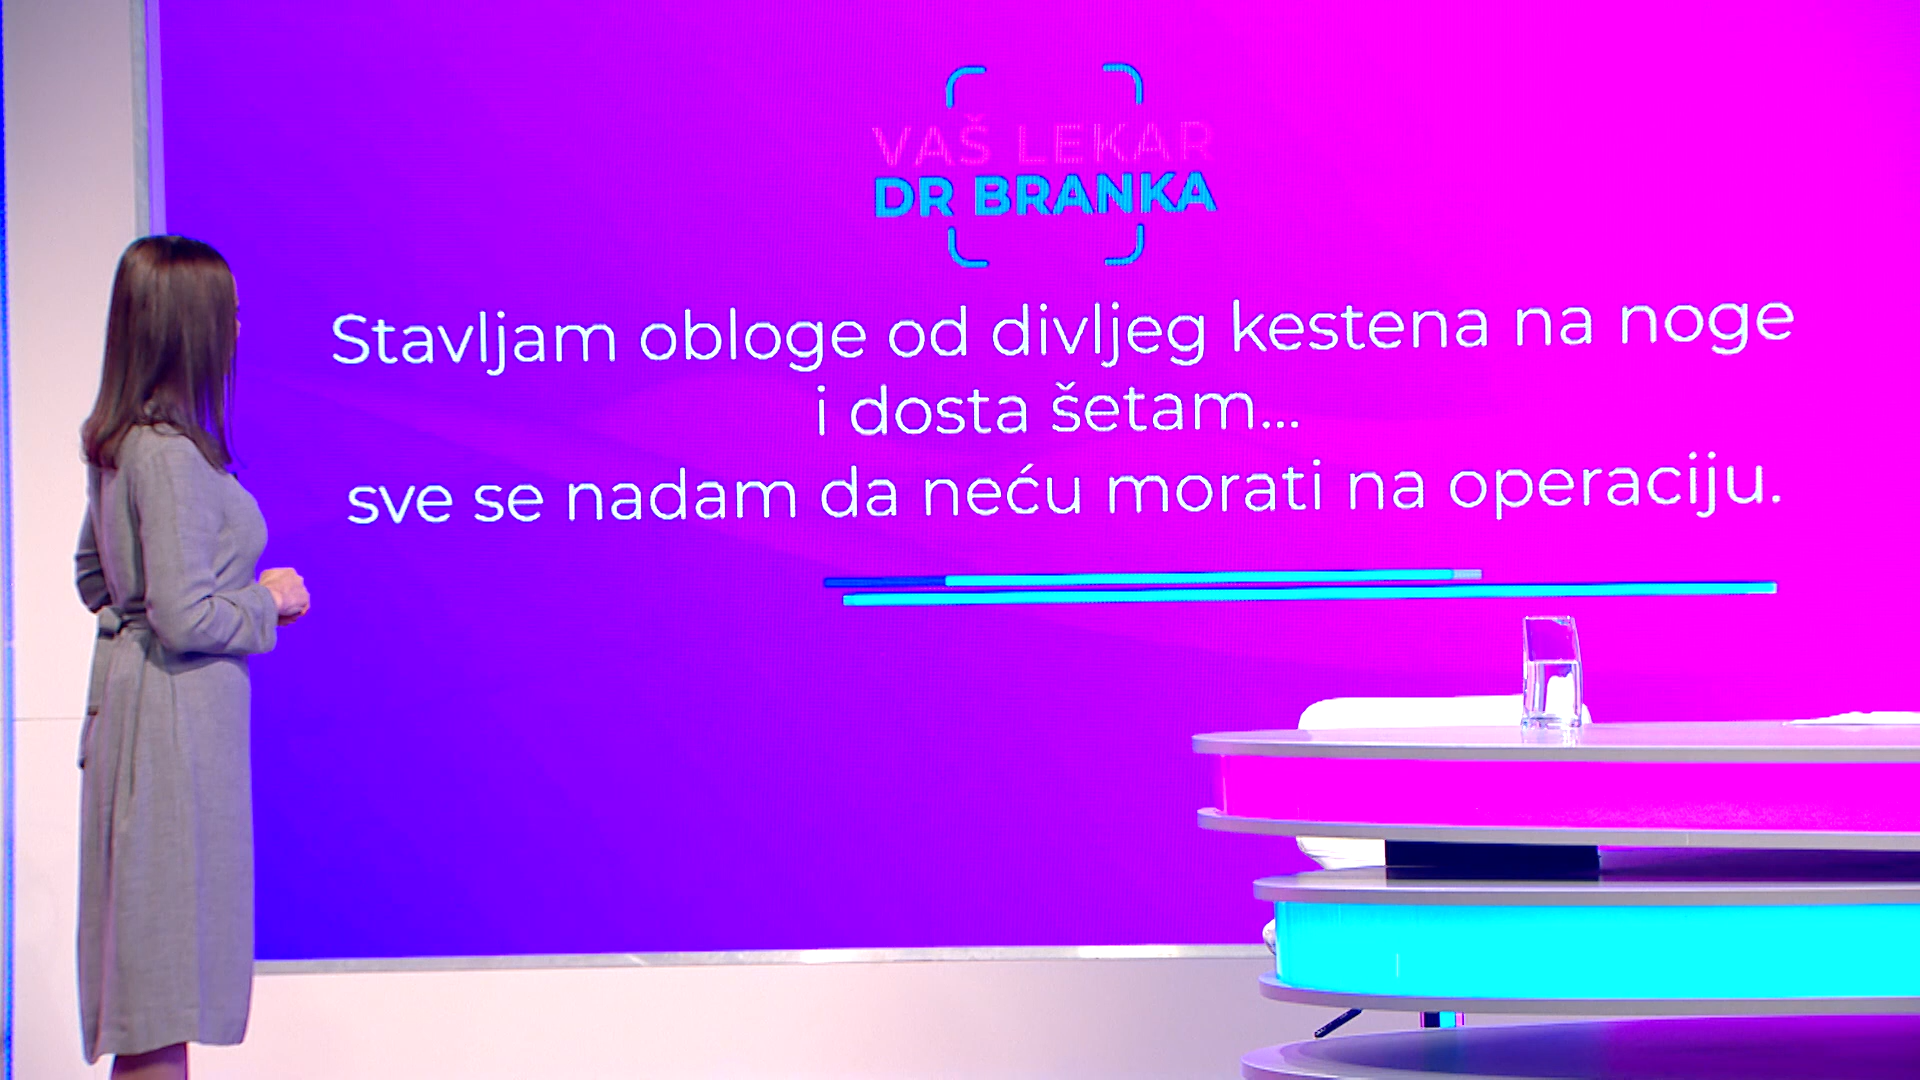 VAŠ LEKAR
DR BRANKA
Stavljam obloge od divljeg kestena na noge
i dosta šetam...
sve se nadam da neću morati na operaciju.